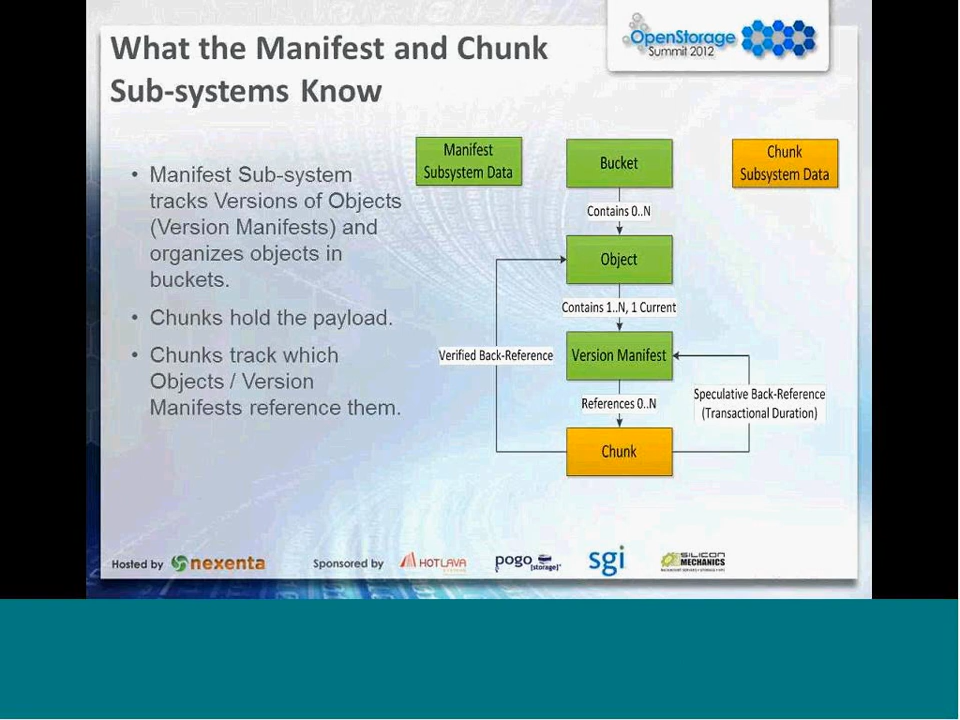 What the Manifest and Chunk
Sub-systems Know
OpenStorage
Summit 2012
• Manifest Sub-system
tracks Versions of Objects
(Version Manifests) and
organizes objects in
buckets.
• Chunks hold the payload.
• Chunks track which
Objects / Version
Manifests reference them.
Manifest
Subsystem Data
Bucket
Chunk
Subsystem Data
Contains 0..N
Object
Contains 1..N, 1 Current
Verified Back-Reference
Version Manifest
Speculative Back-Reference
(Transactional Duration)
References 0..N
Chunk
Hosted by nexenta
Sponsored by
HOTLAVA
pogo
[storage]
sgi
SILICON
MECHANICS